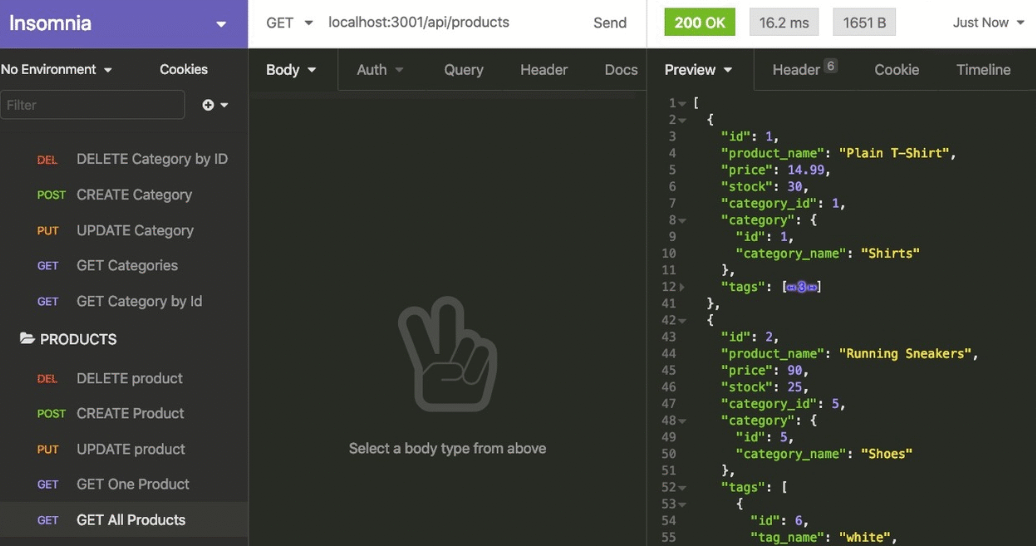 Insomnia
No Environment
Cookies
Filter
DEL DELETE Category by ID
POST CREATE Category
PUT UPDATE Category
GET GET Categories
GET GET Category by Id
PRODUCTS
DEL DELETE product
POST CREATE Product
PUT UPDATE product
GET GET One Product
GET GET All Products
GET localhost:3001/api/products Send
Body Auth Query Header Docs
Select a body type from above
200 OK 16.2 ms 1651 B Just Now
Preview Header 6 Cookie Timeline
1 [
2 {
3 "id": 1,
4 "product_name": "Plain T-Shirt",
5 "price": 14.99,
6 "stock": 30,
7 "category_id": 1,
8 "category": {
9 "id": 1,
10 "category_name": "Shirts"
11 },
12 "tags": [↔3↔]
41 },
42 {
43 "id": 2,
44 "product_name": "Running Sneakers",
45 "price": 90,
46 "stock": 25,
47 "category_id": 5,
48 "category": {
49 "id": 5,
50 "category_name": "Shoes"
51 },
52 "tags": [
53 {
54 "id": 6,
55 "tag_name": "white",